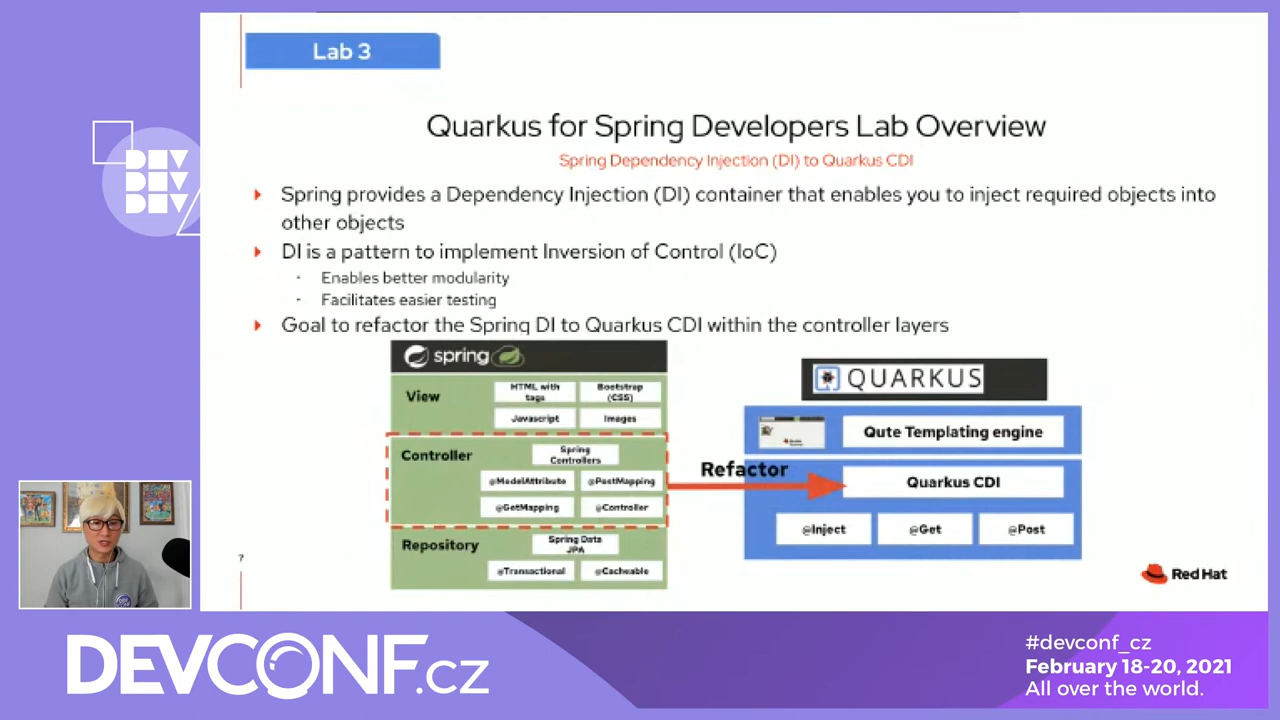 Lab 3
Quarkus for Spring Developers Lab Overview
Spring Dependency Injection (DI) to Quarkus CDI
Spring provides a Dependency Injection (DI) container that enables you to inject required objects into
other objects
DI is a pattern to implement Inversion of Control (IoC)
- Enables better modularity
- Facilitates easier testing
Goal to refactor the Spring DI to Quarkus CDI within the controller layers
spring
View
HTML with
tags
Bootstrap
(CSS)
Javascript
Images
Controller
Spring
Controllers
@ModelAttribute
@PostMapping
@GetMapping
@Controller
Repository
Spring Data
JPA
@Transactional
@Cacheable
Refactor
QUARKUS
Qute Templating engine
Quarkus CDI
@Inject
@Get
@Post
7
Red Hat
DEV
DEV
DEV
DEVCONF.cz
#devconf_cz
February 18-20, 2021
All over the world.